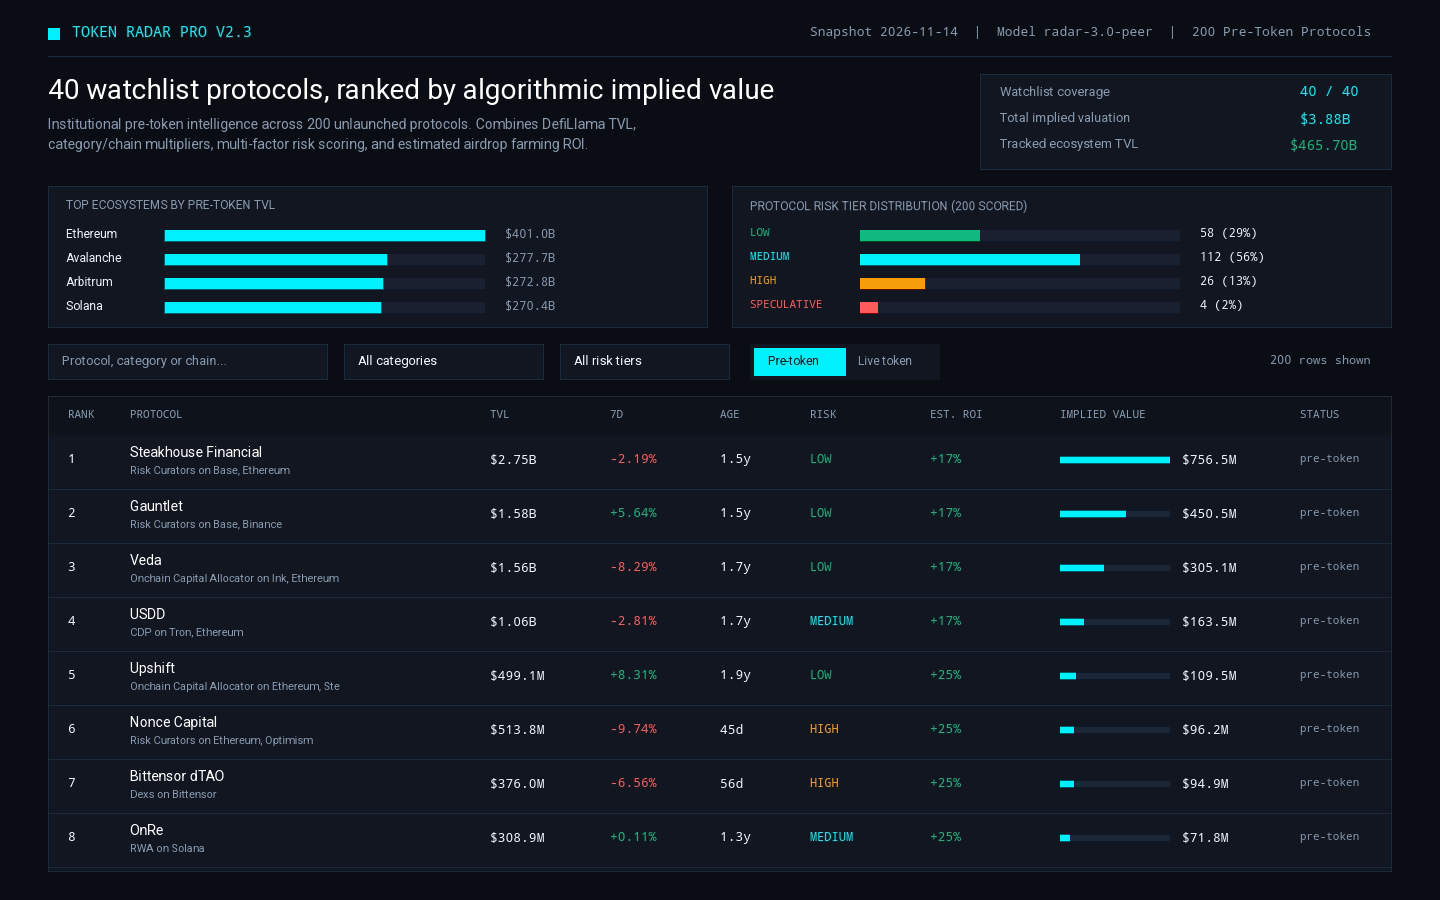 TOKEN RADAR PRO V2.3
Snapshot 2026-11-14 | Model radar-3.0-peer | 200 Pre-Token Protocols
40 watchlist protocols, ranked by algorithmic implied value
Institutional pre-token intelligence across 200 unlaunched protocols. Combines DefiLlama TVL,
category/chain multipliers, multi-factor risk scoring, and estimated airdrop farming ROI.
Watchlist coverage 40 / 40
Total implied valuation $3.88B
Tracked ecosystem TVL $465.70B
TOP ECOSYSTEMS BY PRE-TOKEN TVL
Ethereum $401.0B
Avalanche $277.7B
Arbitrum $272.8B
Solana $270.4B
PROTOCOL RISK TIER DISTRIBUTION (200 SCORED)
LOW 58 (29%)
MEDIUM 112 (56%)
HIGH 26 (13%)
SPECULATIVE 4 (2%)
Protocol, category or chain... All categories All risk tiers Pre-token Live token 200 rows shown
RANK PROTOCOL TVL 7D AGE RISK EST. ROI IMPLIED VALUE STATUS
1 Steakhouse Financial $2.75B -2.19% 1.5y LOW +17% $756.5M pre-token
Risk Curators on Base, Ethereum
2 Gauntlet $1.58B +5.64% 1.5y LOW +17% $450.5M pre-token
Risk Curators on Base, Binance
3 Veda $1.56B -8.29% 1.7y LOW +17% $305.1M pre-token
Onchain Capital Allocator on Ink, Ethereum
4 USDD $1.06B -2.81% 1.7y MEDIUM +17% $163.5M pre-token
CDP on Tron, Ethereum
5 Upshift $499.1M +8.31% 1.9y LOW +25% $109.5M pre-token
Onchain Capital Allocator on Ethereum, Ste
6 Nonce Capital $513.8M -9.74% 45d HIGH +25% $96.2M pre-token
Risk Curators on Ethereum, Optimism
7 Bittensor dTAO $376.0M -6.56% 56d HIGH +25% $94.9M pre-token
Dexs on Bittensor
8 OnRe $308.9M +0.11% 1.3y MEDIUM +25% $71.8M pre-token
RWA on Solana